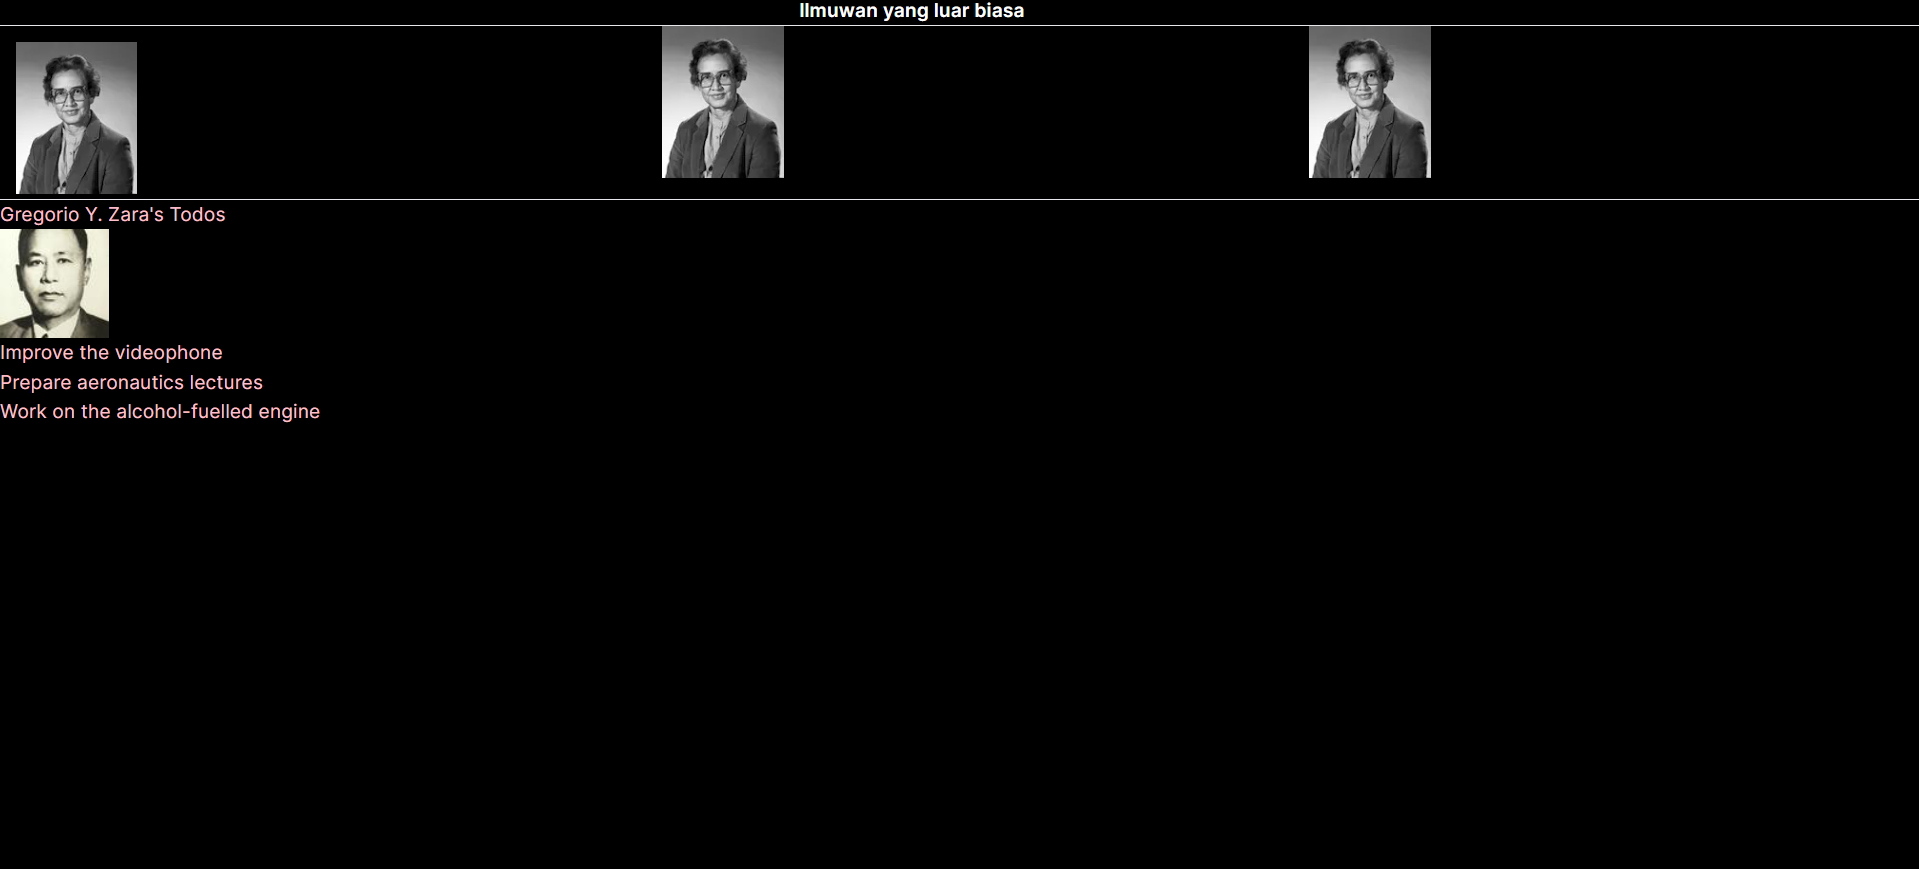 Ilmuwan yang luar biasa
Gregorio Y. Zara's Todos
Improve the videophone
Prepare aeronautics lectures
Work on the alcohol-fuelled engine